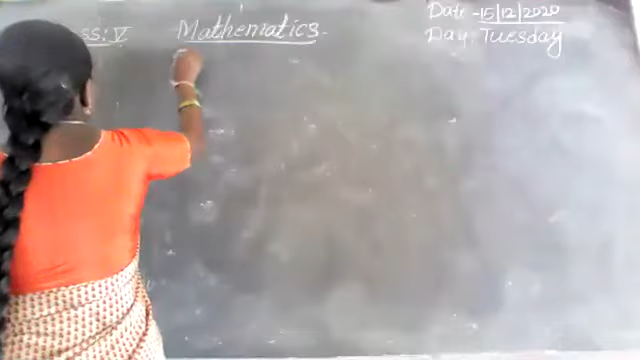 ss: V
Mathematics.
Date - 15/12/2020
Day: Tuesday